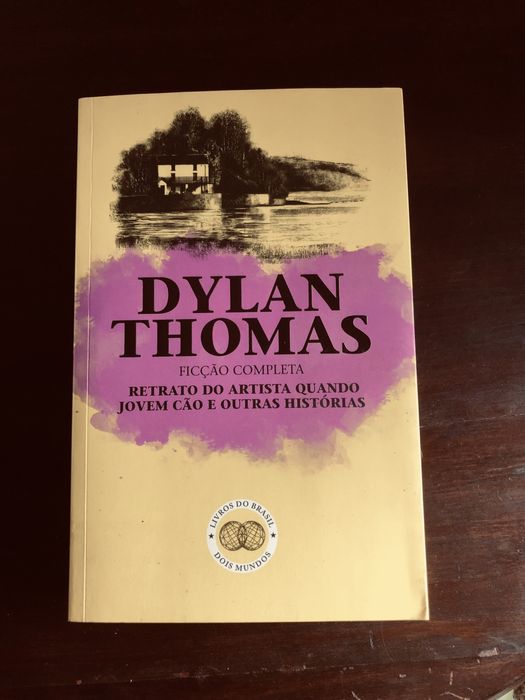 DYLAN
THOMAS
FICÇÃO COMPLETA
RETRATO DO ARTISTA QUANDO
JOVEM CÃO E OUTRAS HISTÓRIAS
LIVROS DO BRASIL
DOIS MUNDOS